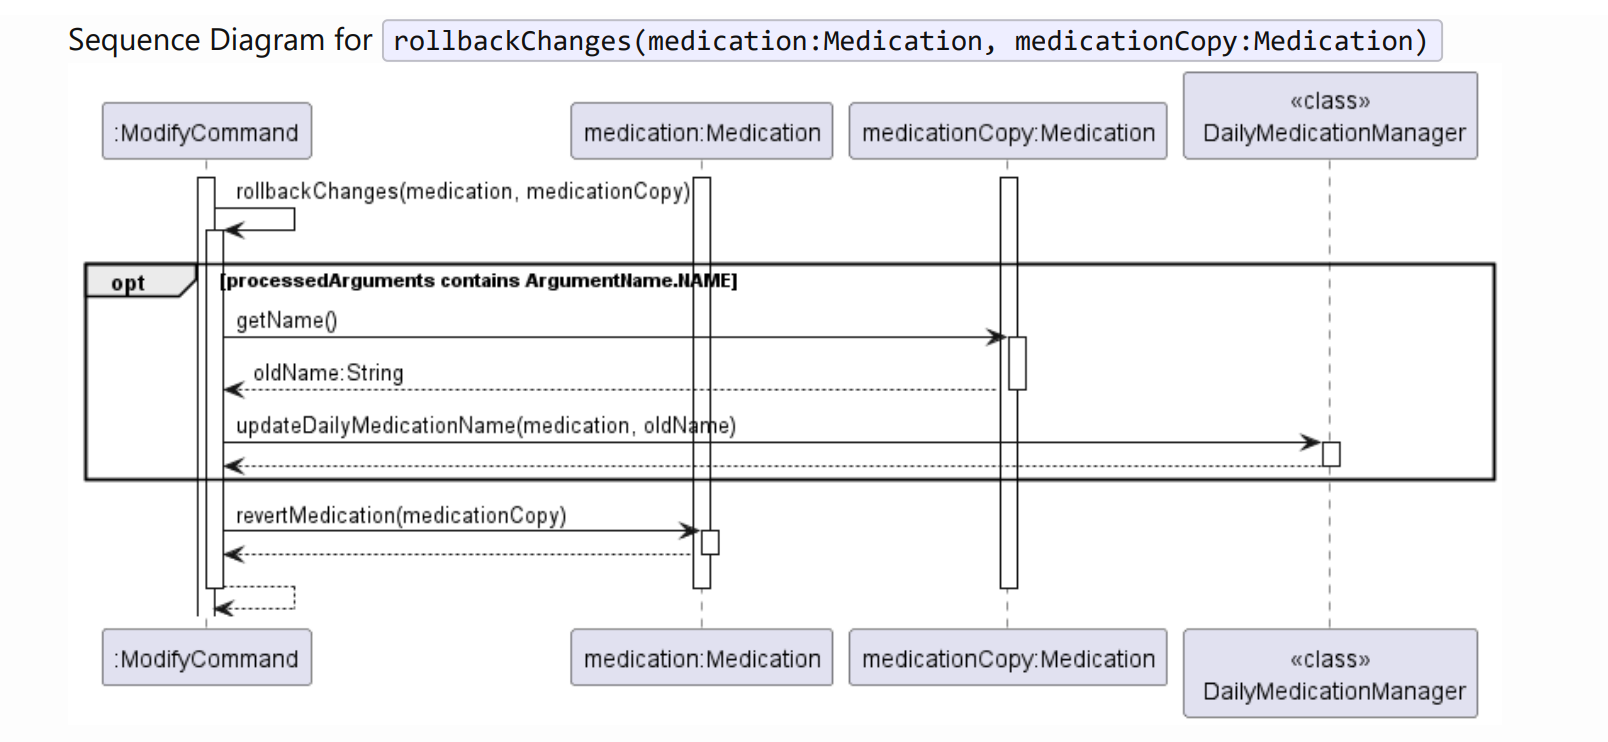 Sequence Diagram for rollbackChanges(medication:Medication, medicationCopy:Medication)
:ModifyCommand
medication:Medication
medicationCopy:Medication
«class»
DailyMedicationManager
rollbackChanges(medication, medicationCopy)
opt
[processedArguments contains ArgumentName.NAME]
getName()
oldName:String
updateDailyMedicationName(medication, oldName)
revertMedication(medicationCopy)
:ModifyCommand
medication:Medication
medicationCopy:Medication
«class»
DailyMedicationManager